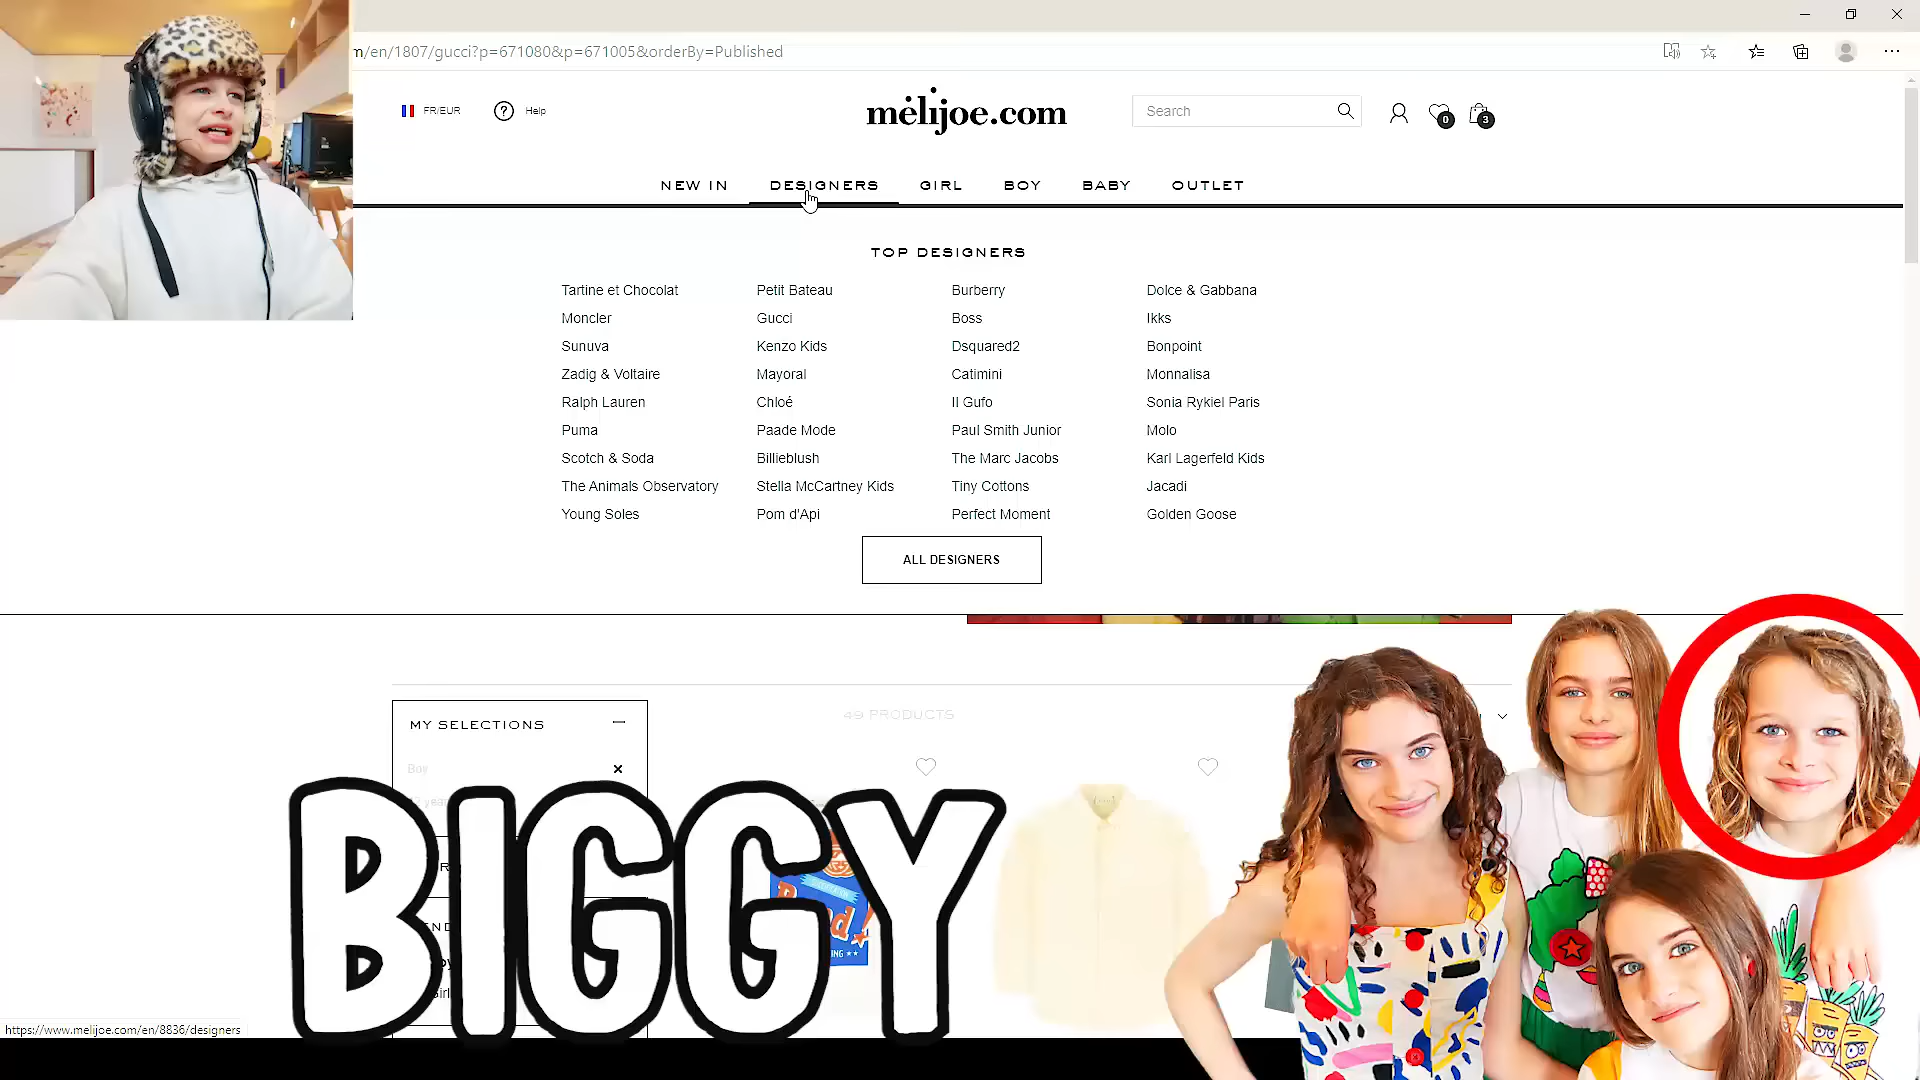 m/en/1807/gucci?p=671080&p=671005&orderBy=Published
FR/EUR
? Help
mėlijoe.com
Search
0
3
NEW IN
DESIGNERS
GIRL
BOY
BABY
OUTLET
TOP DESIGNERS
Tartine et Chocolat
Petit Bateau
Burberry
Dolce & Gabbana
Moncler
Gucci
Boss
Ikks
Sunuva
Kenzo Kids
Dsquared2
Bonpoint
Zadig & Voltaire
Mayoral
Catimini
Monnalisa
Ralph Lauren
Chloé
Il Gufo
Sonia Rykiel Paris
Puma
Paade Mode
Paul Smith Junior
Molo
Scotch & Soda
Billieblush
The Marc Jacobs
Karl Lagerfeld Kids
The Animals Observatory
Stella McCartney Kids
Tiny Cottons
Jacadi
Young Soles
Pom d'Api
Perfect Moment
Golden Goose
ALL DESIGNERS
49 PRODUCTS
MY SELECTIONS
Boy
BIGGY
https://www.melijoe.com/en/8836/designers